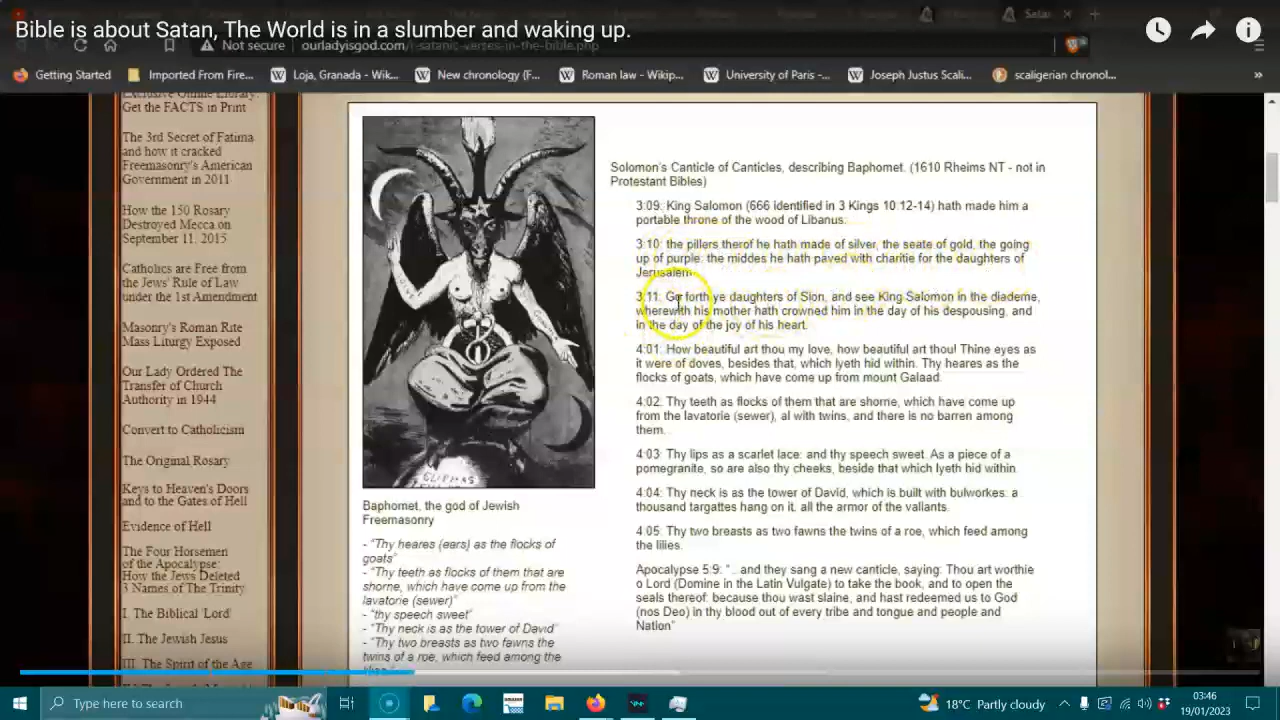 Bible is about Satan, The World is in a slumber and waking up.
Satar
Not secure
ourladyisgod.com/r-satanic-verses-in-the-bible.php
Getting Started
Imported From Fire...
Loja, Granada - Wik...
New chronology (F...
Roman law - Wikip...
University of Paris -...
Joseph Justus Scali...
scaligerian chronol...
»
Exclusive Online Library:
Get the FACTS in Print
The 3rd Secret of Fatima
and how it cracked
Freemasonry's American
Government in 2011
How the 150 Rosary
Destroyed Mecca on
September 11, 2015
Catholics are Free from
the Jews' Rule of Law
under the 1st Amendment
Masonry's Roman Rite
Mass Liturgy Exposed
Our Lady Ordered The
Transfer of Church
Authority in 1944
Convert to Catholicism
The Original Rosary
Keys to Heaven's Doors
and to the Gates of Hell
Evidence of Hell
The Four Horsemen
of the Apocalypse:
How the Jews Deleted
3 Names of The Trinity
I. The Biblical 'Lord'
II. The Jewish Jesus
III. The Spirit of the Age
ELIPHAS
Baphomet, the god of Jewish
Freemasonry
- "Thy heares (ears) as the flocks of
goats"
- "Thy teeth as flocks of them that are
shorne, which have come up from the
lavatorie (sewer)"
- "thy speech sweet"
- "Thy neck is as the tower of David"
- "Thy two breasts as two fawns the
twins of a roe, which feed among the
Solomon's Canticle of Canticles, describing Baphomet. (1610 Rheims NT - not in
Protestant Bibles)
3:09: King Salomon (666 identified in 3 Kings 10:12-14) hath made him a
portable throne of the wood of Libanus:
3:10: the pillers therof he hath made of silver, the seate of gold, the going
up of purple: the middes he hath paved with charitie for the daughters of
Jerusalem.
3:11: Go forth ye daughters of Sion, and see King Salomon in the diademe,
wherewith his mother hath crowned him in the day of his despousing, and
in the day of the joy of his heart.
4:01: How beautiful art thou my love, how beautiful art thou! Thine eyes as
it were of doves, besides that, which lyeth hid within. Thy heares as the
flocks of goats, which have come up from mount Galaad.
4:02: Thy teeth as flocks of them that are shorne, which have come up
from the lavatorie (sewer), al with twins, and there is no barren among
them.
4:03: Thy lips as a scarlet lace: and thy speech sweet. As a piece of a
pomegranite, so are also thy cheeks, beside that which lyeth hid within.
4:04: Thy neck is as the tower of David, which is built with bulworkes: a
thousand targattes hang on it, all the armor of the valiants.
4:05: Thy two breasts as two fawns the twins of a roe, which feed among
the lilies.
Apocalypse 5:9: "...and they sang a new canticle, saying: Thou art worthie
o Lord (Domine in the Latin Vulgate) to take the book, and to open the
seals thereof: because thou wast slaine, and hast redeemed us to God
(nos Deo) in thy blood out of every tribe and tongue and people and
Nation"
Type here to search
18°C Partly cloudy
03:46
19/01/2023